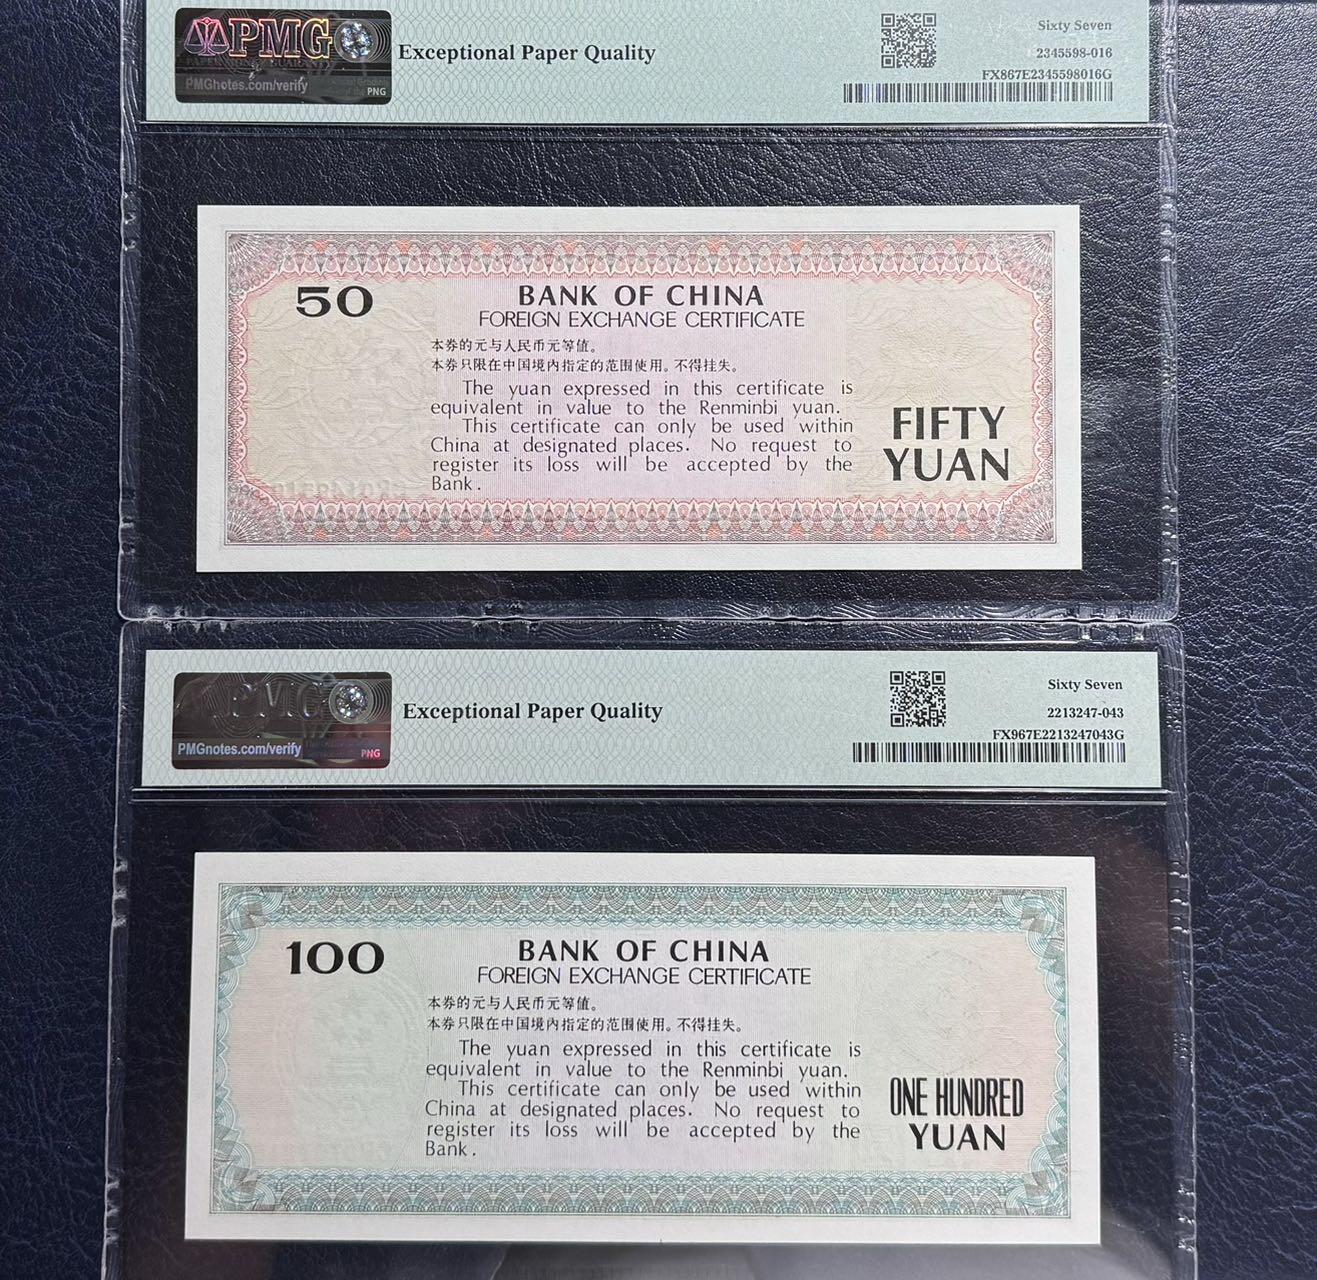 PMG
PAPER MONEY GUARANTY
PMGnotes.com/verify
PNG
Exceptional Paper Quality
Sixty Seven
2345598-016
FX867E2345598016G
50
BANK OF CHINA
FOREIGN EXCHANGE CERTIFICATE
本券的元与人民币元等值。
本券只限在中国境内指定的范围使用。不得挂失。
The yuan expressed in this certificate is
equivalent in value to the Renminbi yuan.
This certificate can only be used within
China at designated places. No request to
register its loss will be accepted by the
Bank.
FIFTY
YUAN
PMG
PMGnotes.com/verify
PNG
Exceptional Paper Quality
Sixty Seven
2213247-043
FX967E2213247043G
100
BANK OF CHINA
FOREIGN EXCHANGE CERTIFICATE
本券的元与人民币元等值。
本券只限在中国境内指定的范围使用。不得挂失。
The yuan expressed in this certificate is
equivalent in value to the Renminbi yuan.
This certificate can only be used within
China at designated places. No request to
register its loss will be accepted by the
Bank.
ONE HUNDRED
YUAN